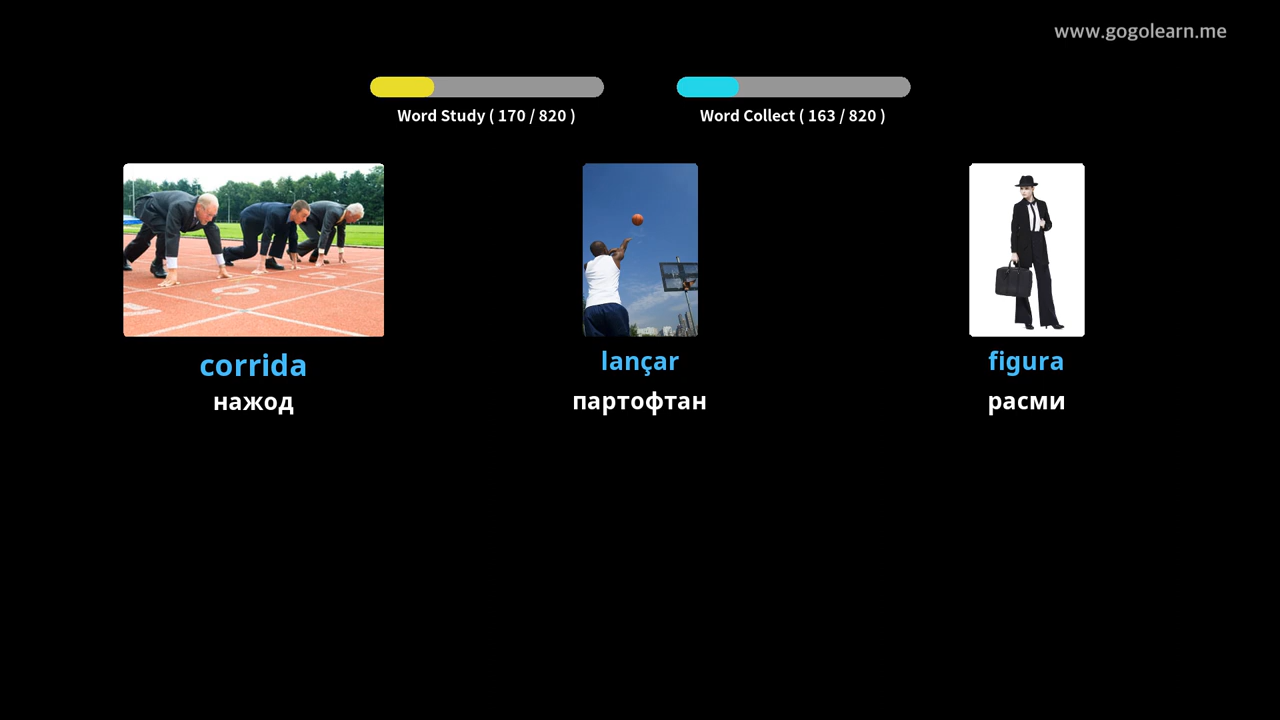 www.gogolearn.me
Word Study ( 170 / 820 )
Word Collect ( 163 / 820 )
corrida
lançar
figura
нажод
партофтан
расми